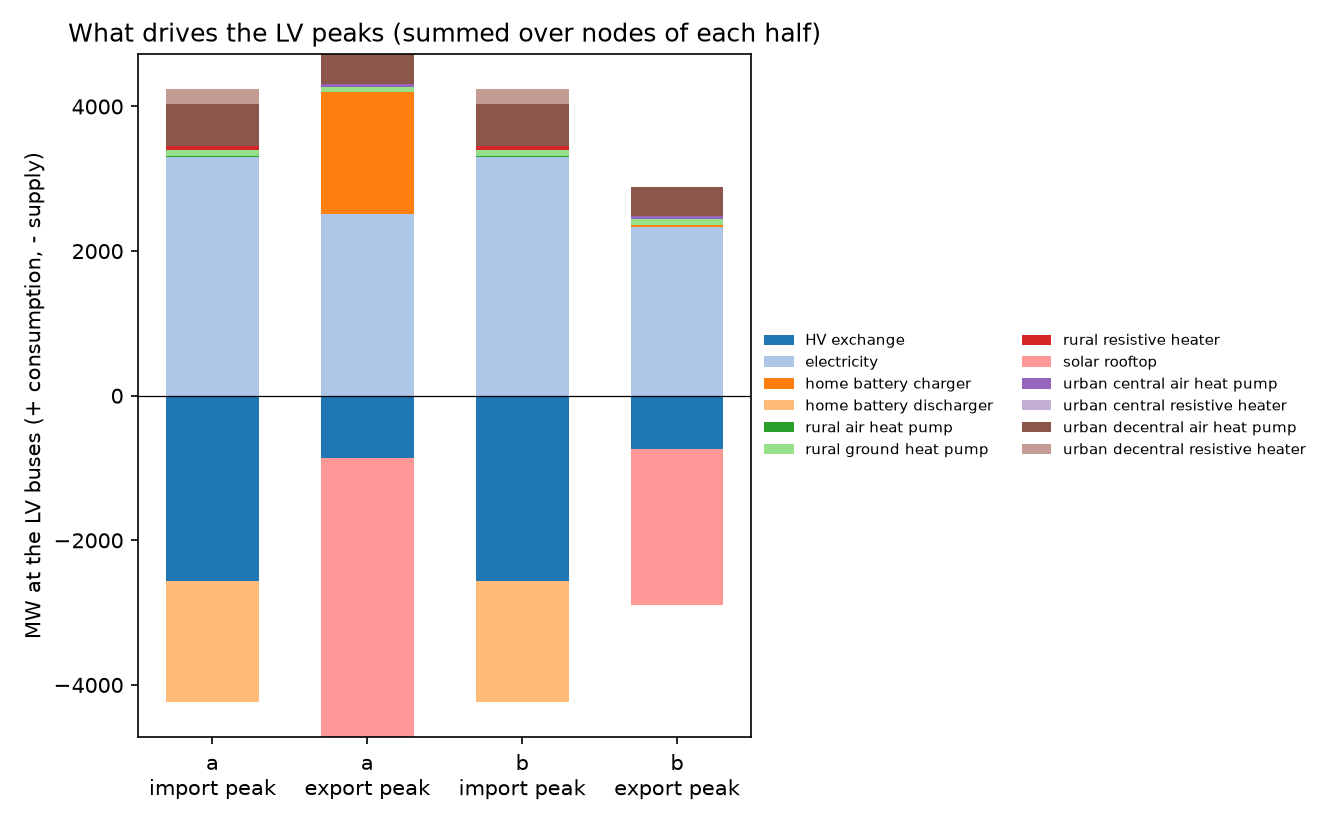 What drives the LV peaks (summed over nodes of each half)
MW at the LV buses (+ consumption, - supply)
4000
2000
0
−2000
−4000
a
import peak
a
export peak
b
import peak
b
export peak
HV exchange
electricity
home battery charger
home battery discharger
rural air heat pump
rural ground heat pump
rural resistive heater
solar rooftop
urban central air heat pump
urban central resistive heater
urban decentral air heat pump
urban decentral resistive heater